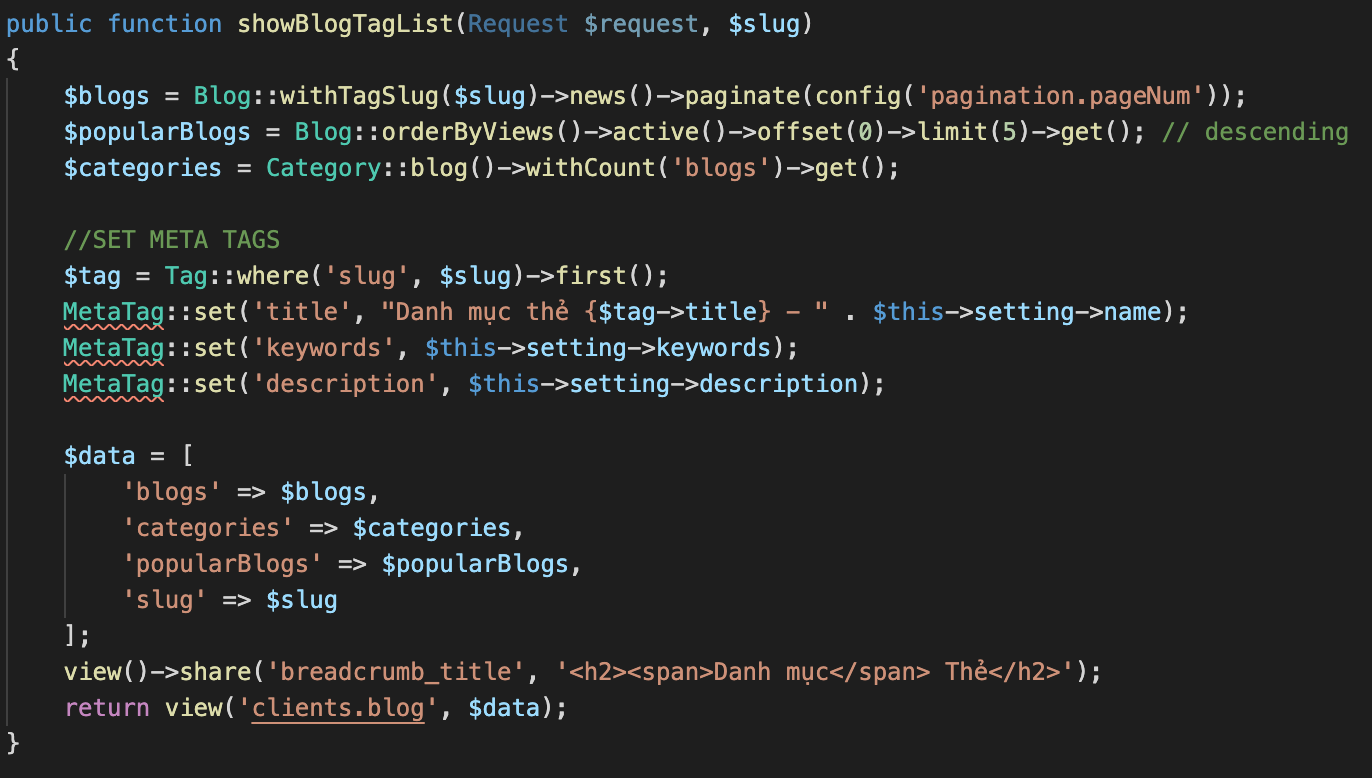 public function showBlogTagList(Request $request, $slug)
{
    $blogs = Blog::withTagSlug($slug)->news()->paginate(config('pagination.pageNum'));
    $popularBlogs = Blog::orderByViews()->active()->offset(0)->limit(5)->get(); // descending
    $categories = Category::blog()->withCount('blogs')->get();

    //SET META TAGS
    $tag = Tag::where('slug', $slug)->first();
    MetaTag::set('title', "Danh mục thẻ {$tag->title} - " . $this->setting->name);
    MetaTag::set('keywords', $this->setting->keywords);
    MetaTag::set('description', $this->setting->description);

    $data = [
        'blogs' => $blogs,
        'categories' => $categories,
        'popularBlogs' => $popularBlogs,
        'slug' => $slug
    ];
    view()->share('breadcrumb_title', '<h2><span>Danh mục</span> Thẻ</h2>');
    return view('clients.blog', $data);
}